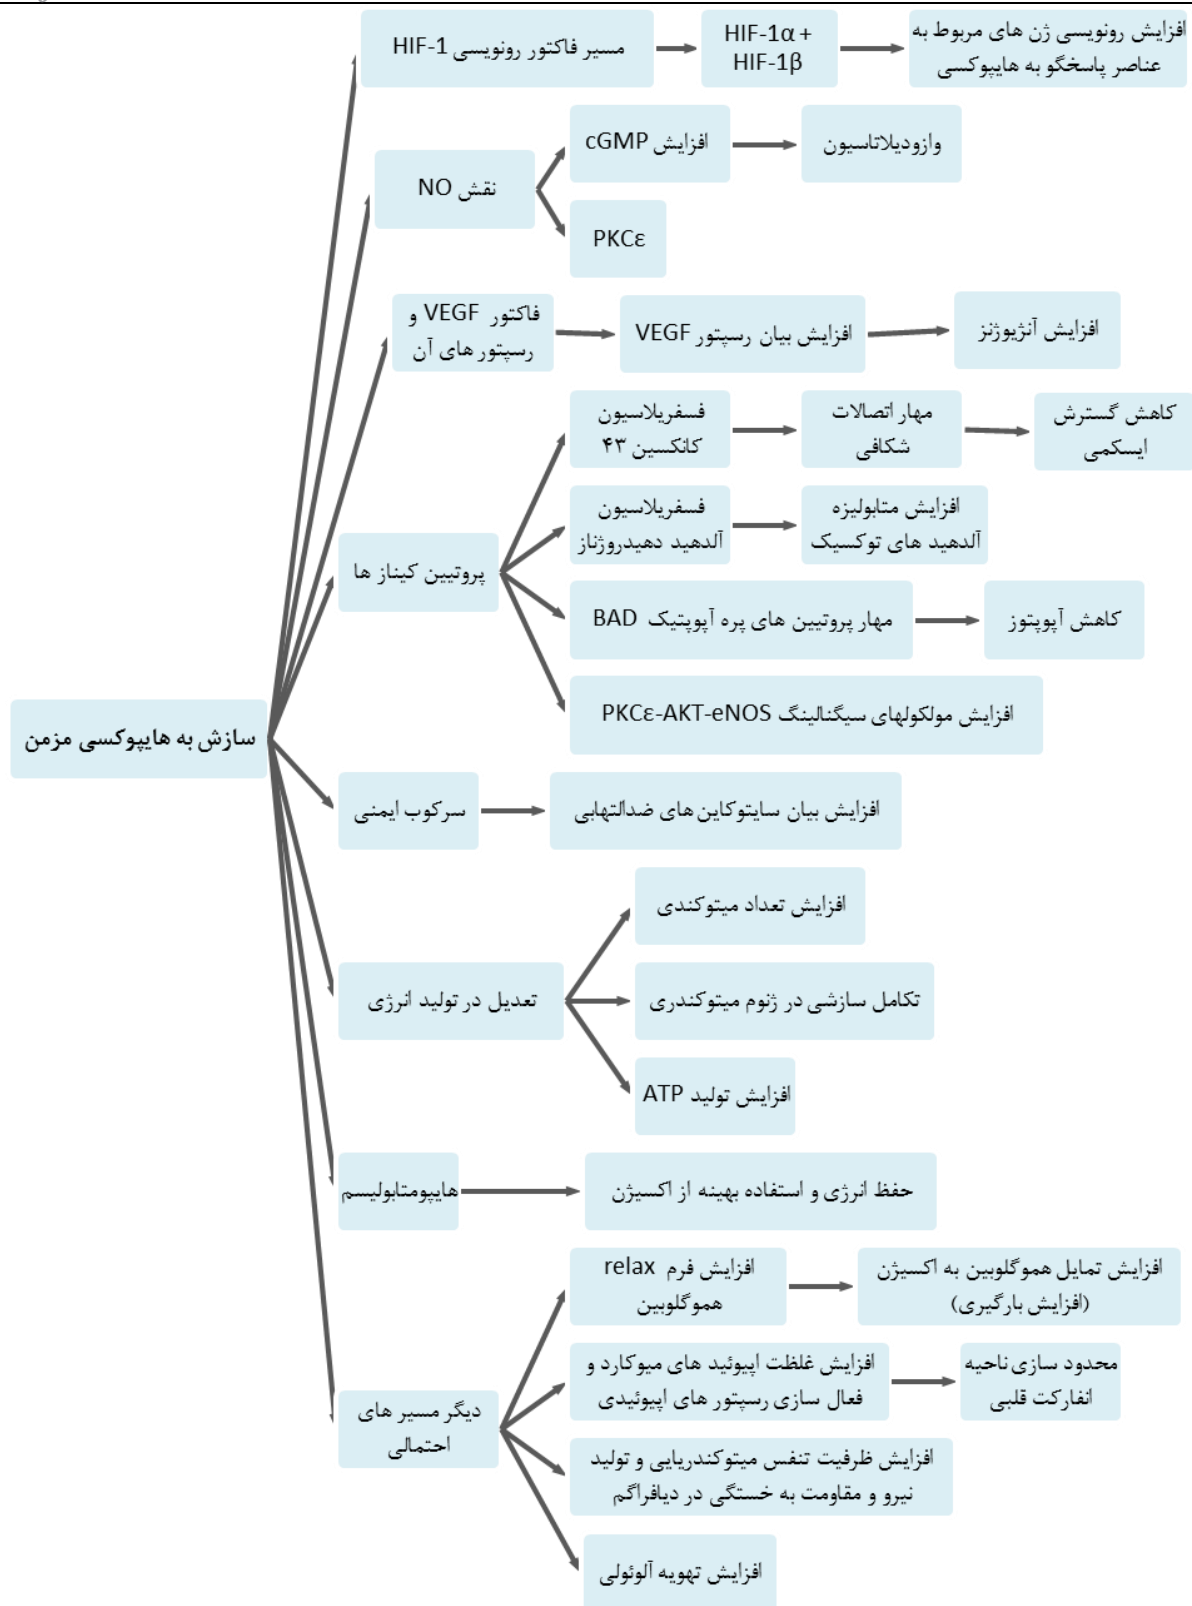 مسیر فاکتور رونویسی HIF-1
HIF-1α +
HIF-1β
افزایش رونویسی ژن های مربوط به
عناصر پاسخگو به هایپوکسی
نقش NO
افزایش cGMP
وازودیلاتاسیون
PKCε
فاکتور VEGF و
رسپتور های آن
افزایش بیان رسپتور VEGF
افزایش آنژیوژنز
پروتیین کیناز ها
فسفریلاسیون
کانکسین ۴۳
مهار اتصالات
شکافی
کاهش گسترش
ایسکمی
فسفریلاسیون
آلدهید دهیدروژناز
افزایش متابولیزه
آلدهید های توکسیک
مهار پروتیین های پره آپوپتیک BAD
کاهش آپوپتوز
افزایش مولکولهای سیگنالینگ PKCε-AKT-eNOS
سازش به هایپوکسی مزمن
سرکوب ایمنی
افزایش بیان سایتوکاین های ضدالتهابی
تعدیل در تولید انرژی
افزایش تعداد میتوکندی
تکامل سازشی در ژنوم میتوکندری
افزایش تولید ATP
هایپومتابولیسم
حفظ انرژی و استفاده بهینه از اکسیژن
دیگر مسیر های
احتمالی
افزایش فرم relax
هموگلوبین
افزایش تمایل هموگلوبین به اکسیژن
(افزایش بارگیری)
افزایش غلظت اپیوئید های میوکارد و
فعال سازی رسپتور های اپیوئیدی
محدود سازی ناحیه
انفارکت قلبی
افزایش ظرفیت تنفس میتوکندریایی و تولید
نیرو و مقاومت به خستگی در دیافراگم
افزایش تهویه آلوئولی